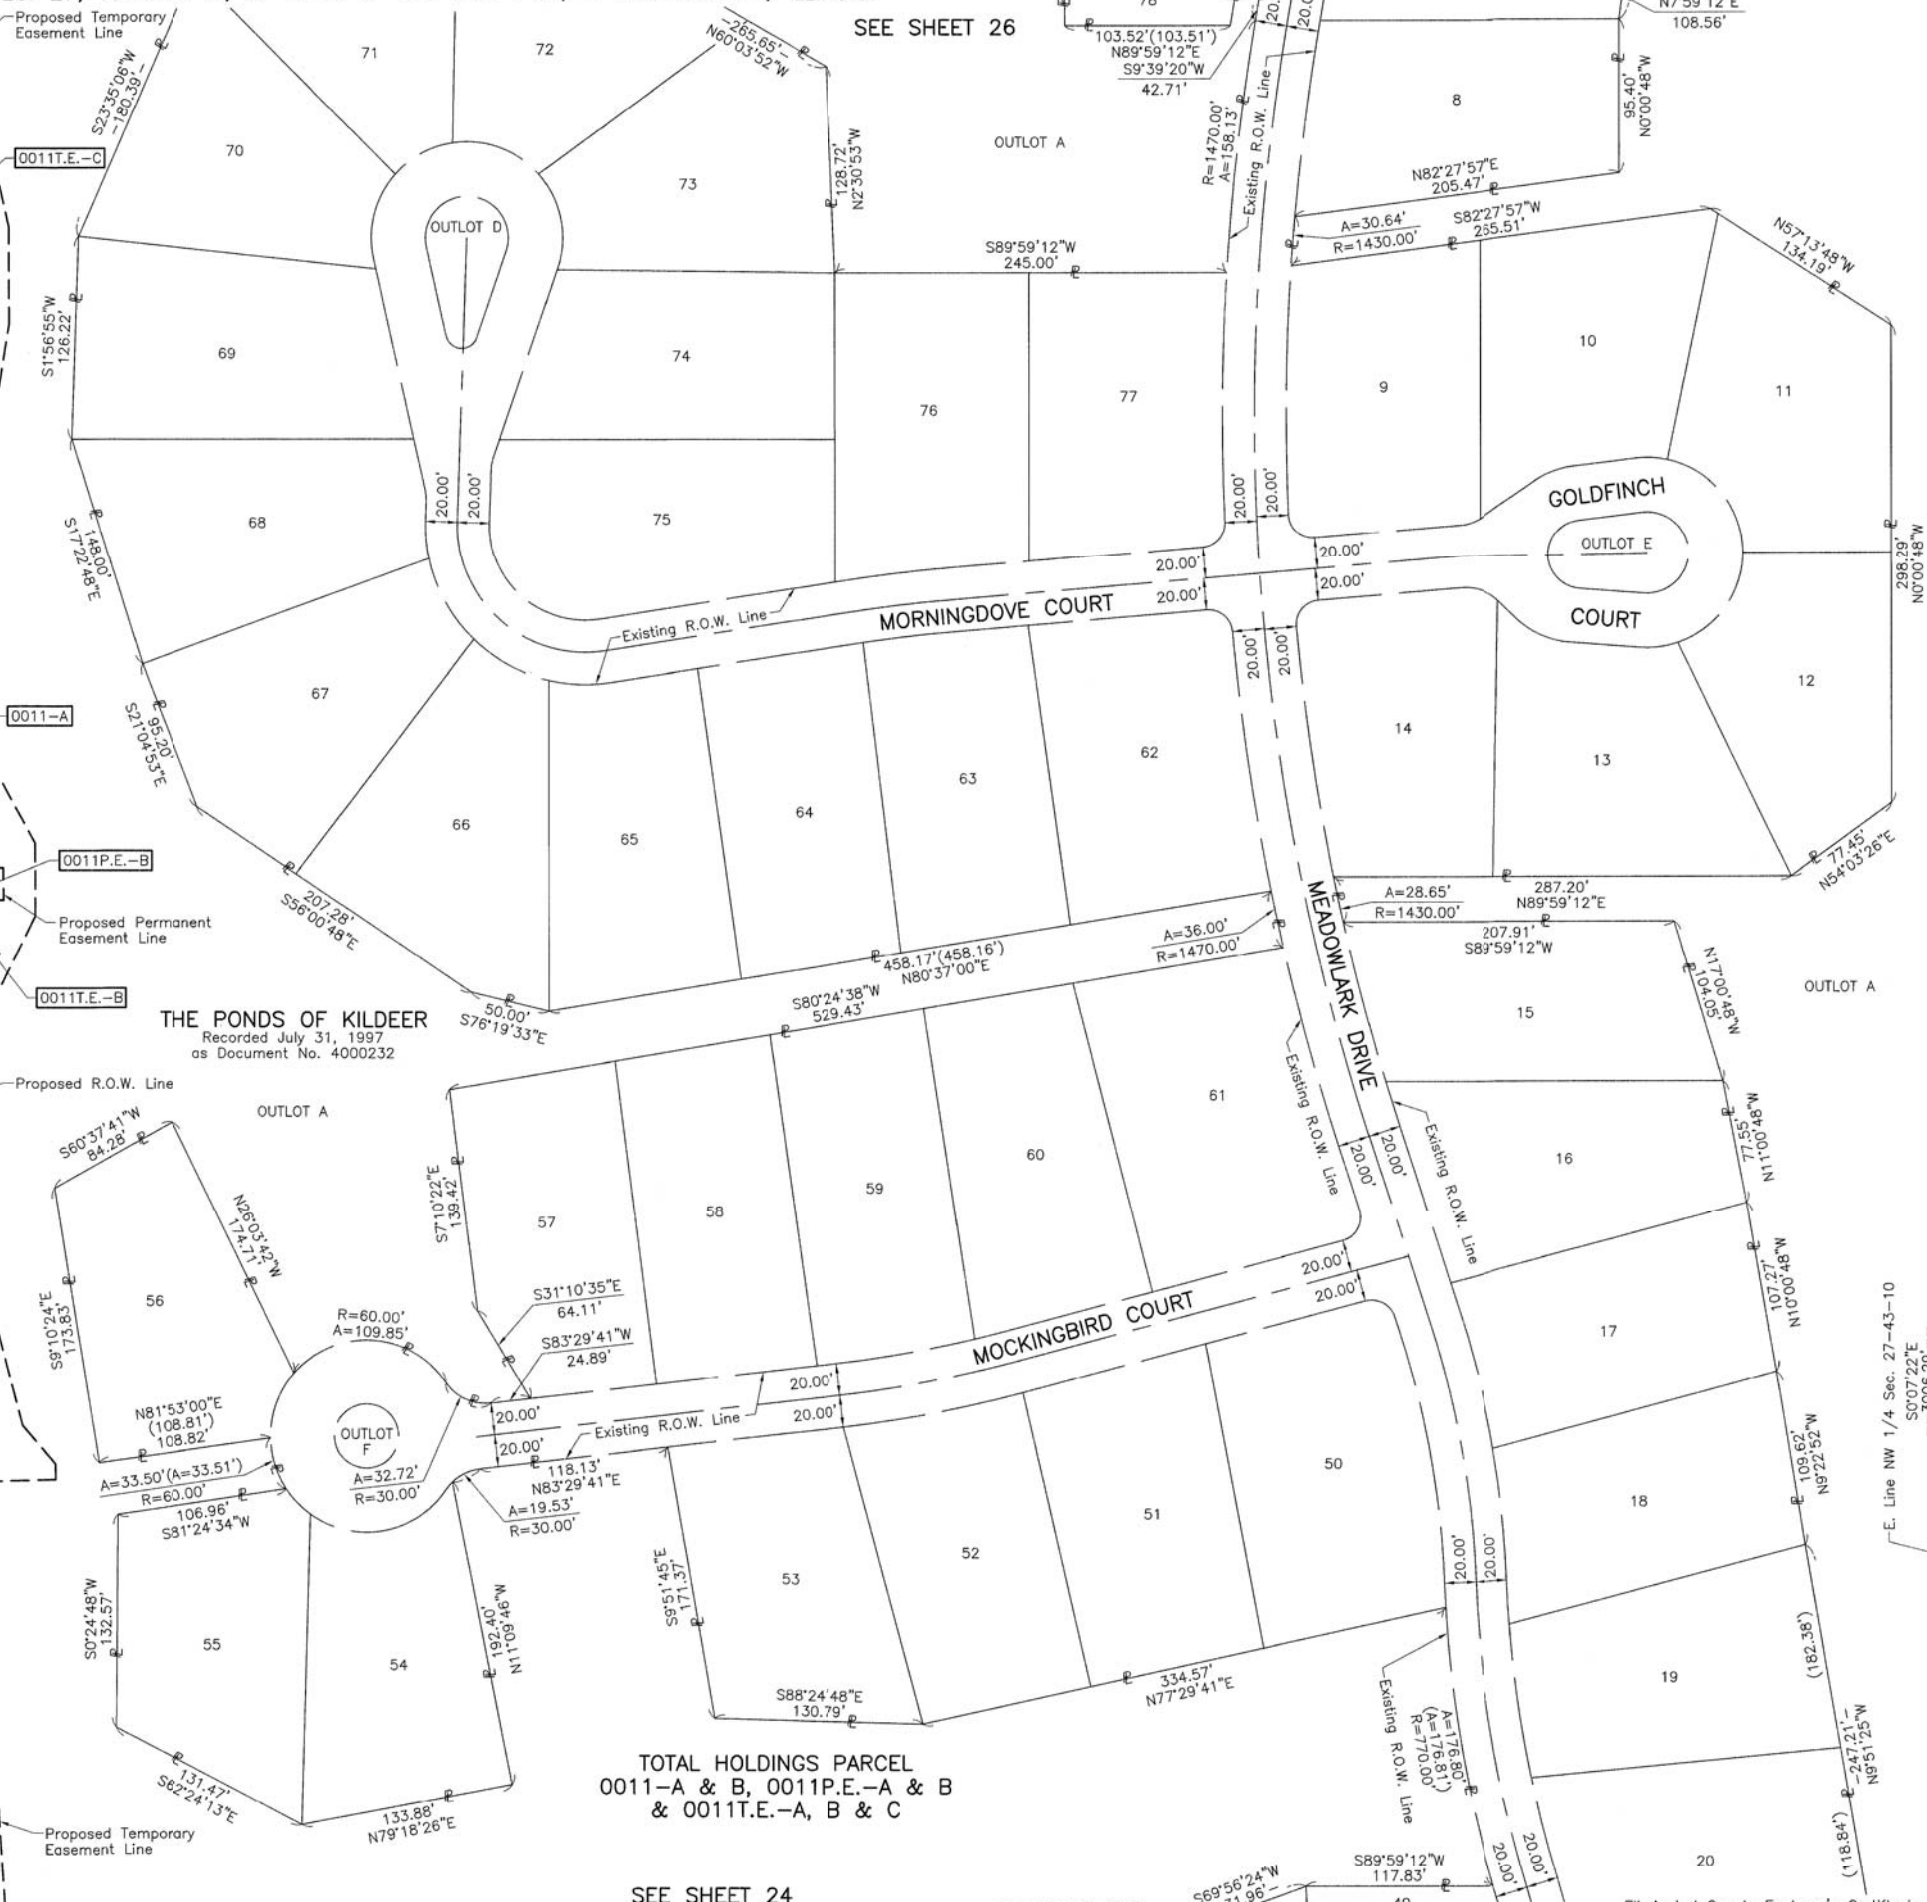 Proposed Temporary
Easement Line
S23°35'06"W
-180.39'-
71
72
-265.65'-
N60°03'52"W
SEE SHEET 26
78
103.52'(103.51')
N89°59'12"E
S9°39'20"W
42.71'
20.
20.0
N7°59'12"E
108.56'
0011T.E.-C
70
73
128.72'
N2°30'53"W
OUTLOT A
R=1470.00'
A=158.13'
Existing R.O.W. Line
8
95.40'
N0°00'48"W
N82°27'57"E
205.47'
OUTLOT D
S89°59'12"W
245.00'
A=30.64'
R=1430.00'
S82°27'57"W
265.51'
N57°13'48"W
134.19'
S1°56'55"W
126.22'
69
74
76
77
9
10
11
68
S17°22'48"E
148.00'
20.00'
20.00'
75
20.00'
20.00'
GOLDFINCH
OUTLOT E
COURT
298.29'
N0°00'48"W
20.00'
20.00'
20.00'
20.00'
Existing R.O.W. Line
MORNINGDOVE COURT
20.00'
20.00'
0011-A
67
95.20'
S21°04'53"E
66
65
64
63
62
14
13
12
0011P.E.-B
Proposed Permanent
Easement Line
0011T.E.-B
207.28'
S56°00'48"E
A=36.00'
R=1470.00'
458.17'(458.16')
N80°37'00"E
A=28.65'
R=1430.00'
287.20'
N89°59'12"E
77.45'
N54°03'26"E
207.91'
S89°59'12"W
MEADOWLARK DRIVE
50.00'
S76°19'33"E
S80°24'38"W
529.43'
THE PONDS OF KILDEER
Recorded July 31, 1997
as Document No. 4000232
N17°00'48"W
104.05'
OUTLOT A
15
Proposed R.O.W. Line
OUTLOT A
S60°37'41"W
84.28'
S7°10'22"E
139.42'
57
58
59
60
61
Existing R.O.W. Line
20.00'
20.00'
Existing R.O.W. Line
16
N11°00'48"W
77.55'
N26°03'42"W
174.71'
S9°10'24"E
173.83'
56
R=60.00'
A=109.85'
S31°10'35"E
64.11'
S83°29'41"W
24.89'
20.00'
20.00'
MOCKINGBIRD COURT
17
107.27'
N10°00'48"W
E. Line NW 1/4 Sec. 27-43-10
S0°07'22"E
N81°53'00"E
(108.81')
108.82'
OUTLOT
F
20.00'
20.00'
20.00'
20.00'
Existing R.O.W. Line
A=33.50'(A=33.51')
R=60.00'
A=32.72'
R=30.00'
118.13'
N83°29'41"E
A=19.53'
R=30.00'
106.96'
S81°24'34"W
50
51
52
53
S9°51'45"E
171.37'
18
109.62'
N9°22'52"W
20.00'
20.00'
S0°24'48"W
132.57'
55
54
192.40'
N11°09'46"W
S88°24'48"E
130.79'
334.57'
N77°29'41"E
19
(182.38')
Existing R.O.W. Line
A=176.80'
(A=176.81')
R=770.00'
N9°51'25"W
-247.21'-
131.47'
S62°24'13"E
133.88'
N79°18'26"E
TOTAL HOLDINGS PARCEL
0011-A & B, 0011P.E.-A & B
& 0011T.E.-A, B & C
Proposed Temporary
Easement Line
20.00'
20.00'
20
(118.84')
S89°59'12"W
117.83'
S69°56'24"W
SEE SHEET 24